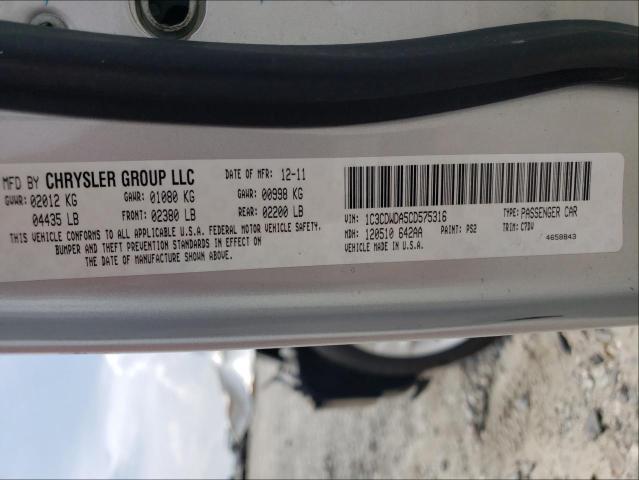 MFD BY CHRYSLER GROUP LLC DATE OF MFR: 12-11
GVWR: 02012 KG GAWR: 01080 KG GAWR: 00998 KG
04435 LB FRONT: 02380 LB REAR: 02200 LB
THIS VEHICLE CONFORMS TO ALL APPLICABLE U.S.A. FEDERAL MOTOR VEHICLE SAFETY,
BUMPER AND THEFT PREVENTION STANDARDS IN EFFECT ON
THE DATE OF MANUFACTURE SHOWN ABOVE.
VIN: 1C3CDWDA5CD575316 TYPE: PASSENGER CAR
MDH: 120510 642AA PAINT: PS2 TRIM: C7DV
VEHICLE MADE IN U.S.A. 4658843